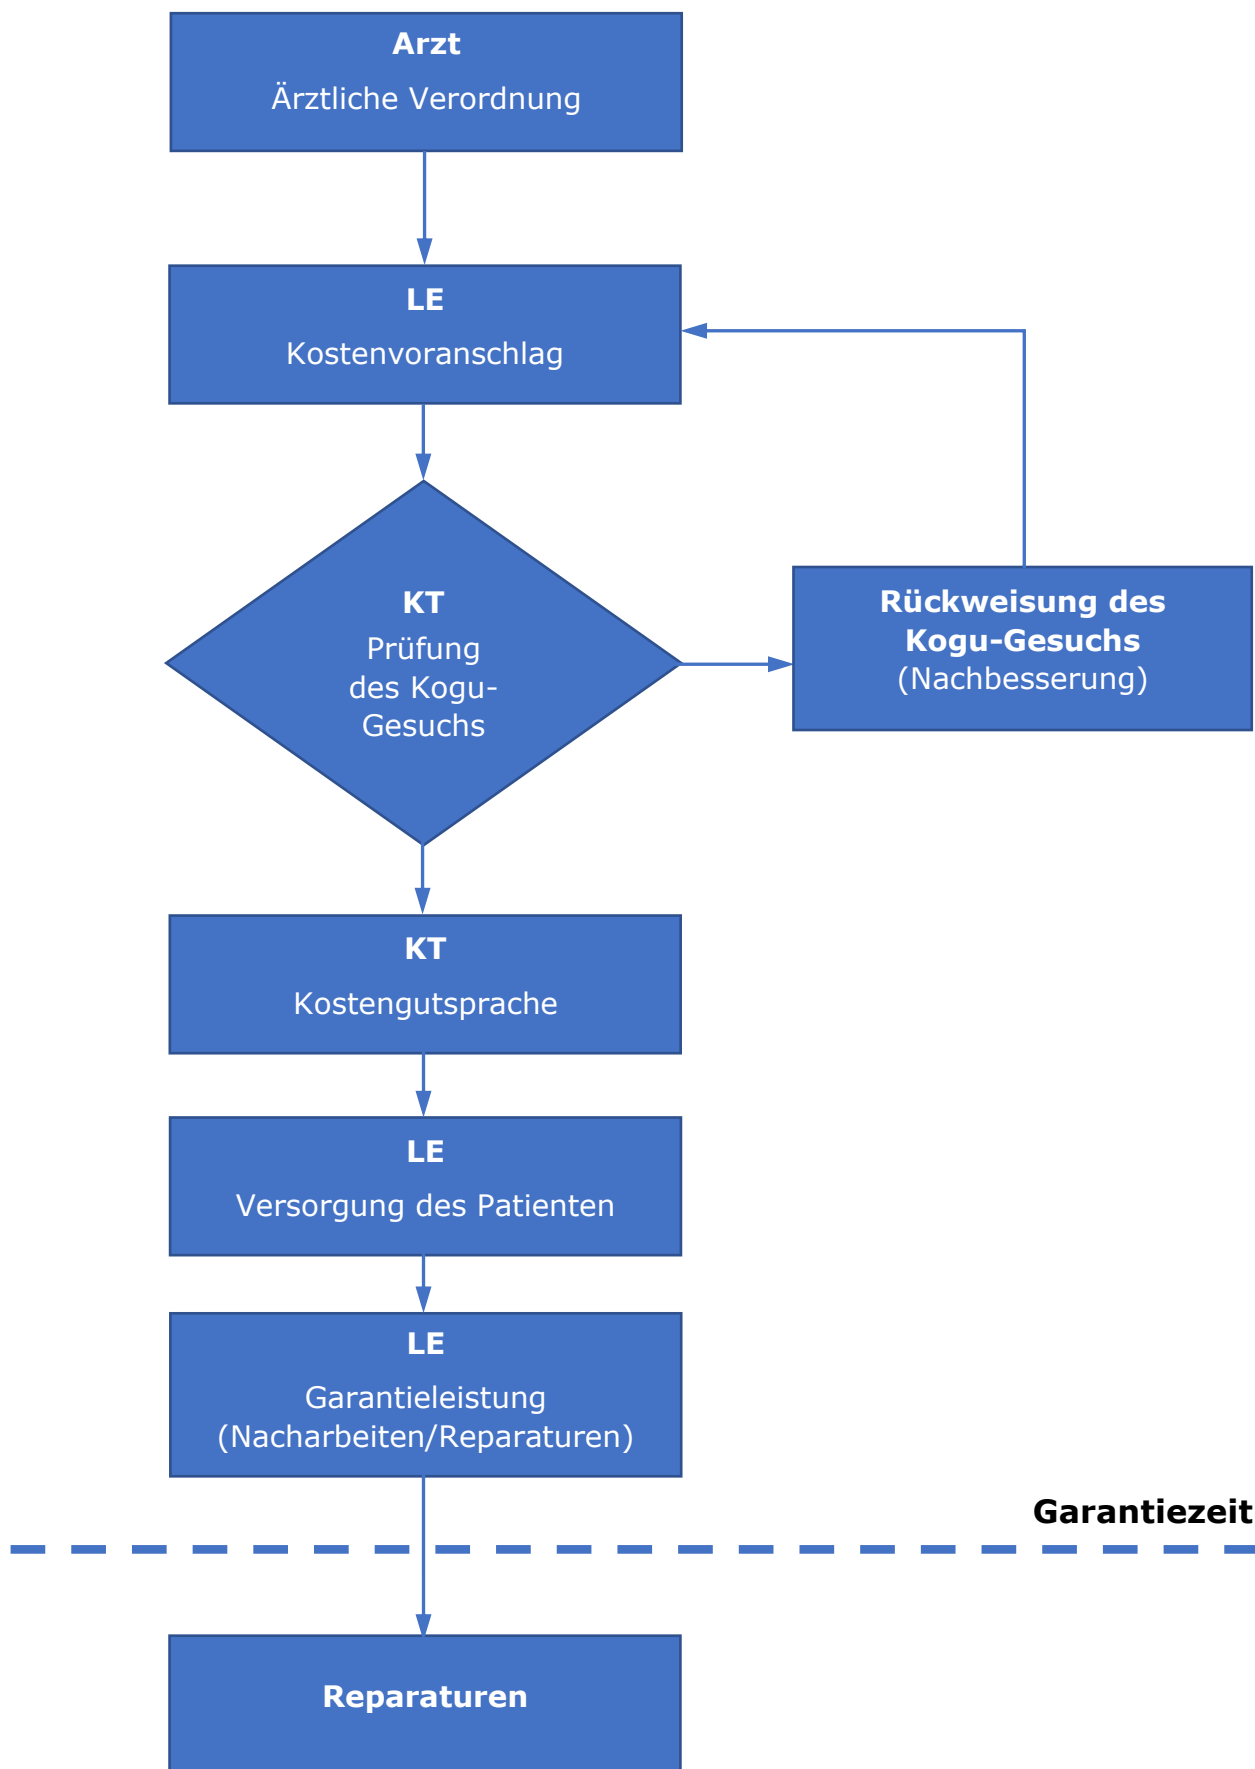 Arzt
Ärztliche Verordnung
LE
Kostenvoranschlag
KT
Prüfung
des Kogu-
Gesuchs
Rückweisung des
Kogu-Gesuchs
(Nachbesserung)
KT
Kostengutsprache
LE
Versorgung des Patienten
LE
Garantieleistung
(Nacharbeiten/Reparaturen)
Garantiezeit
Reparaturen